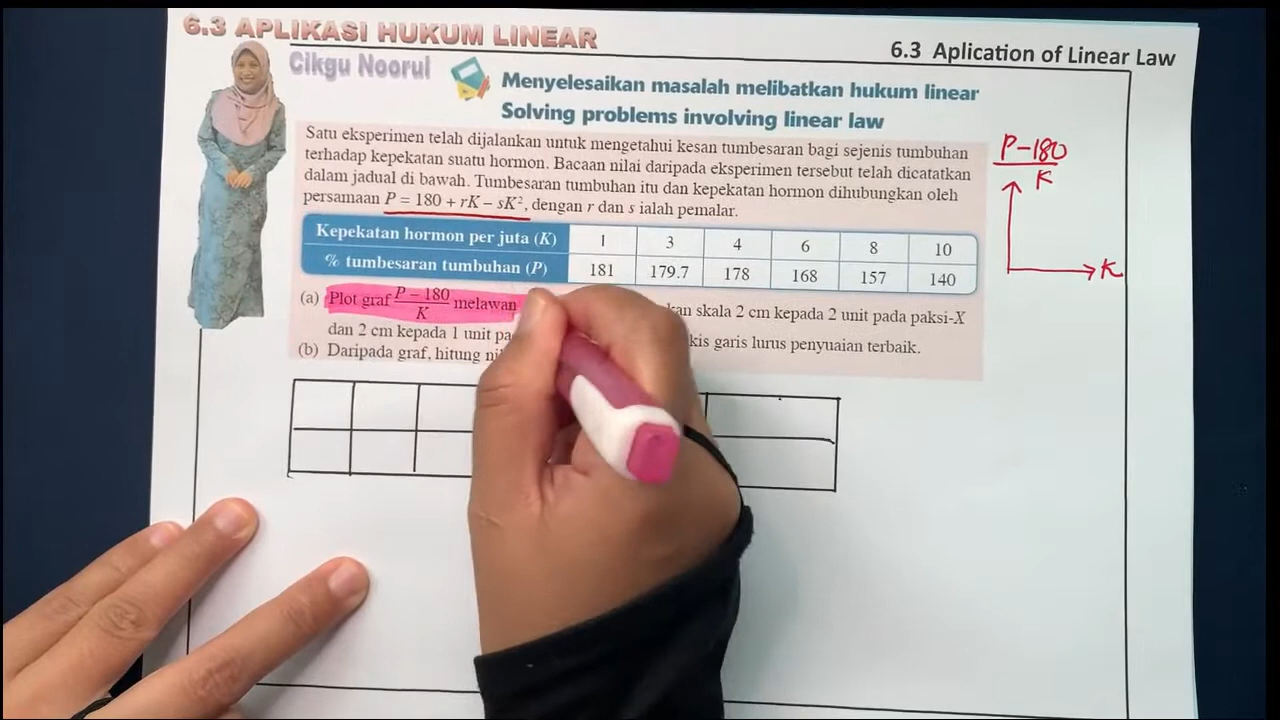 6.3 APLIKASI HUKUM LINEAR
6.3 Aplication of Linear Law
Cikgu Noorul
Menyelesaikan masalah melibatkan hukum linear
Solving problems involving linear law
Satu eksperimen telah dijalankan untuk mengetahui kesan tumbesaran bagi sejenis tumbuhan
terhadap kepekatan suatu hormon. Bacaan nilai daripada eksperimen tersebut telah dicatatkan
dalam jadual di bawah. Tumbesaran tumbuhan itu dan kepekatan hormon dihubungkan oleh
persamaan P = 180 + rK – sK², dengan r dan s ialah pemalar.
Kepekatan hormon per juta (K) 1 3 4 6 8 10
% tumbesaran tumbuhan (P) 181 179.7 178 168 157 140
(a) Plot graf P – 180 / K melawan skala 2 cm kepada 2 unit pada paksi-X
dan 2 cm kepada 1 unit kis garis lurus penyuaian terbaik.
(b) Daripada graf, hitung
P-180
K
K